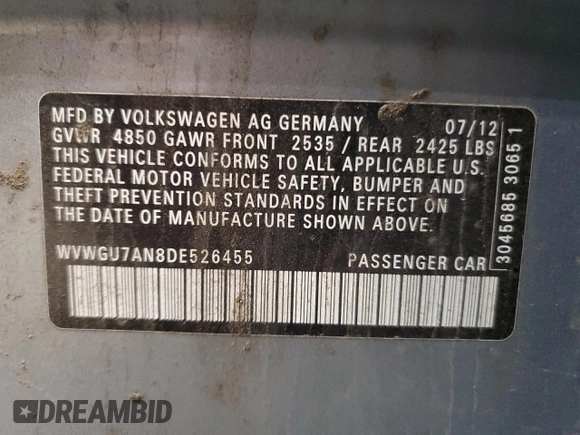 MFD BY VOLKSWAGEN AG GERMANY 07/12
GVWR 4850 GAWR FRONT 2535 / REAR 2425 LBS
THIS VEHICLE CONFORMS TO ALL APPLICABLE U.S.
FEDERAL MOTOR VEHICLE SAFETY, BUMPER AND
THEFT PREVENTION STANDARDS IN EFFECT ON
THE DATE OF MANUFACTURE SHOWN ABOVE.
WVWGU7AN8DE526455 PASSENGER CAR
3045685 3065 1
DREAMBID